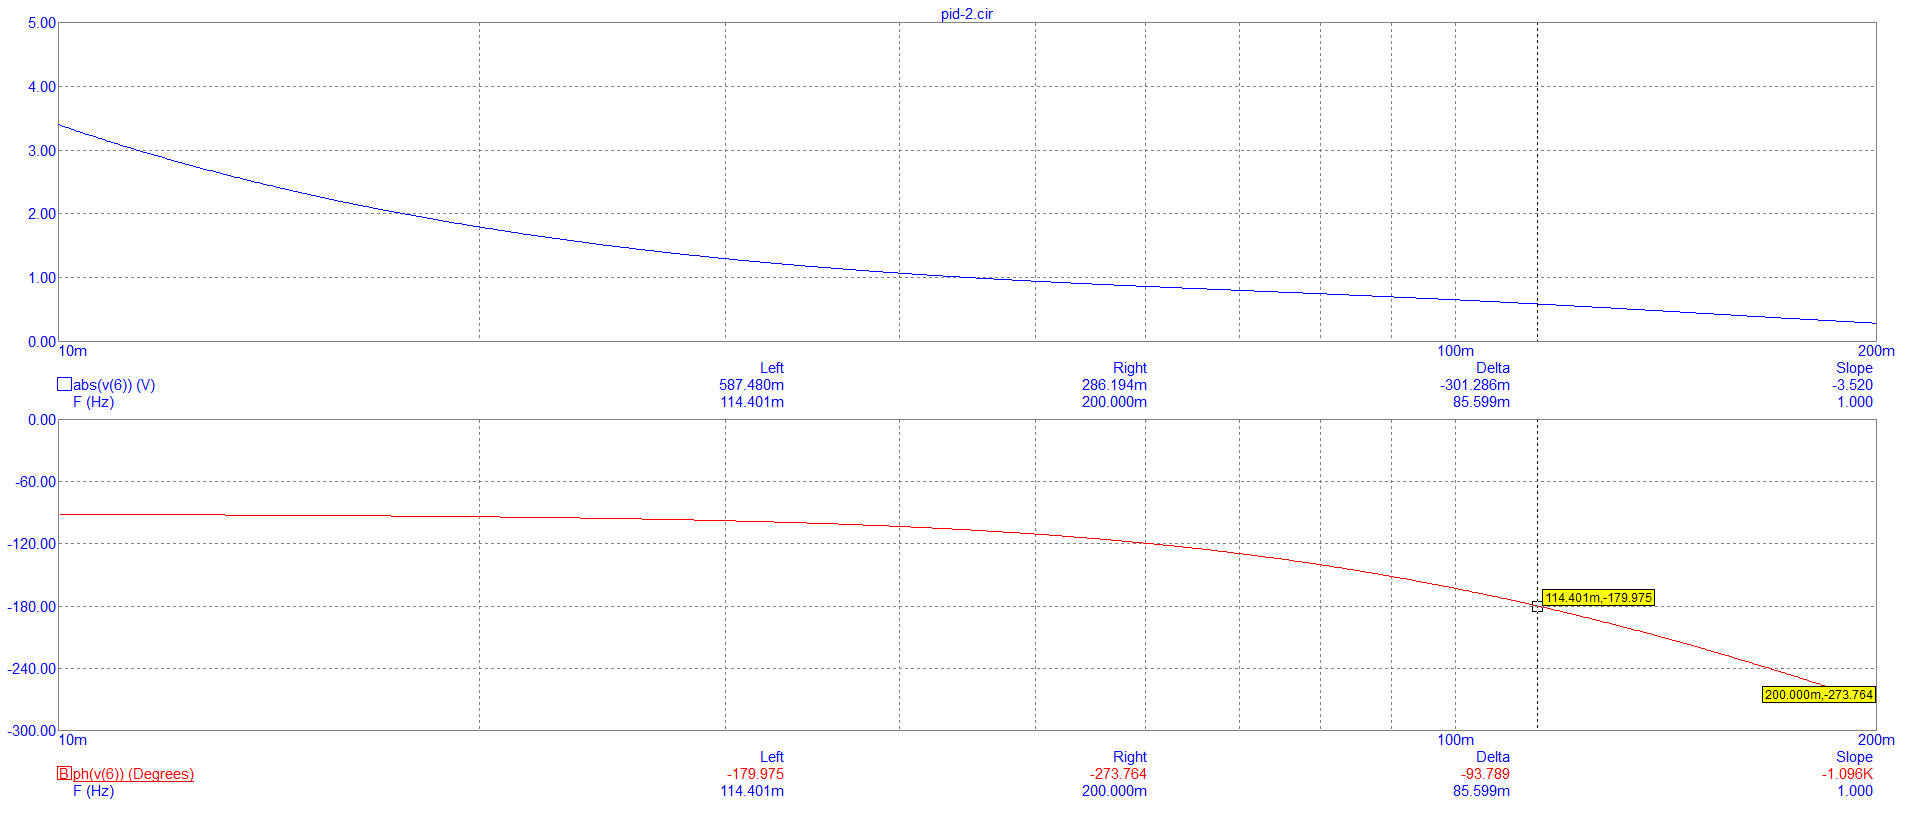 pid-2.cir
5.00
4.00
3.00
2.00
1.00
0.00
10m 100m 200m
Left Right Delta Slope
abs(v(6)) (V) 587.480m 286.194m -301.286m -3.520
F (Hz) 114.401m 200.000m 85.599m 1.000
0.00
-60.00
-120.00
114.401m,-179.975
-180.00
-240.00
200.000m,-273.764
-300.00
10m 100m 200m
Left Right Delta Slope
B ph(v(6)) (Degrees) -179.975 -273.764 -93.789 -1.096K
F (Hz) 114.401m 200.000m 85.599m 1.000